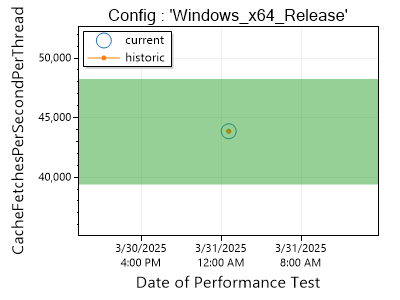 Config : 'Windows_x64_Release'
current
historic
CacheFetchesPerSecondPerThread
50,000
45,000
40,000
3/30/2025 3/31/2025 3/31/2025
4:00 PM 12:00 AM 8:00 AM
Date of Performance Test